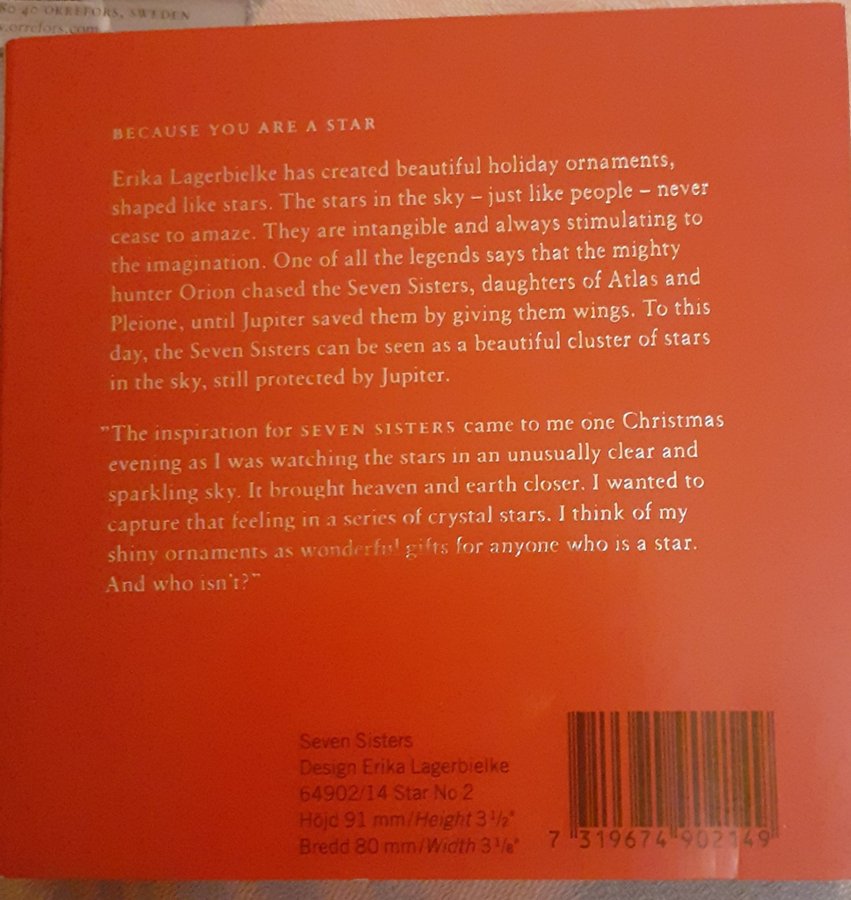 80 40 ORREFORS, SWEDEN
.orrefors.com
BECAUSE YOU ARE A STAR
Erika Lagerbielke has created beautiful holiday ornaments,
shaped like stars. The stars in the sky – just like people – never
cease to amaze. They are intangible and always stimulating to
the imagination. One of all the legends says that the mighty
hunter Orion chased the Seven Sisters, daughters of Atlas and
Pleione, until Jupiter saved them by giving them wings. To this
day, the Seven Sisters can be seen as a beautiful cluster of stars
in the sky, still protected by Jupiter.
"The inspiration for SEVEN SISTERS came to me one Christmas
evening as I was watching the stars in an unusually clear and
sparkling sky. It brought heaven and earth closer. I wanted to
capture that feeling in a series of crystal stars. I think of my
shiny ornaments as wonderful gifts for anyone who is a star.
And who isn't?"
Seven Sisters
Design Erika Lagerbielke
64902/14 Star No 2
Höjd 91 mm/Height 3 1/2"
Bredd 80 mm/Width 3 1/8"
7 319674 902149